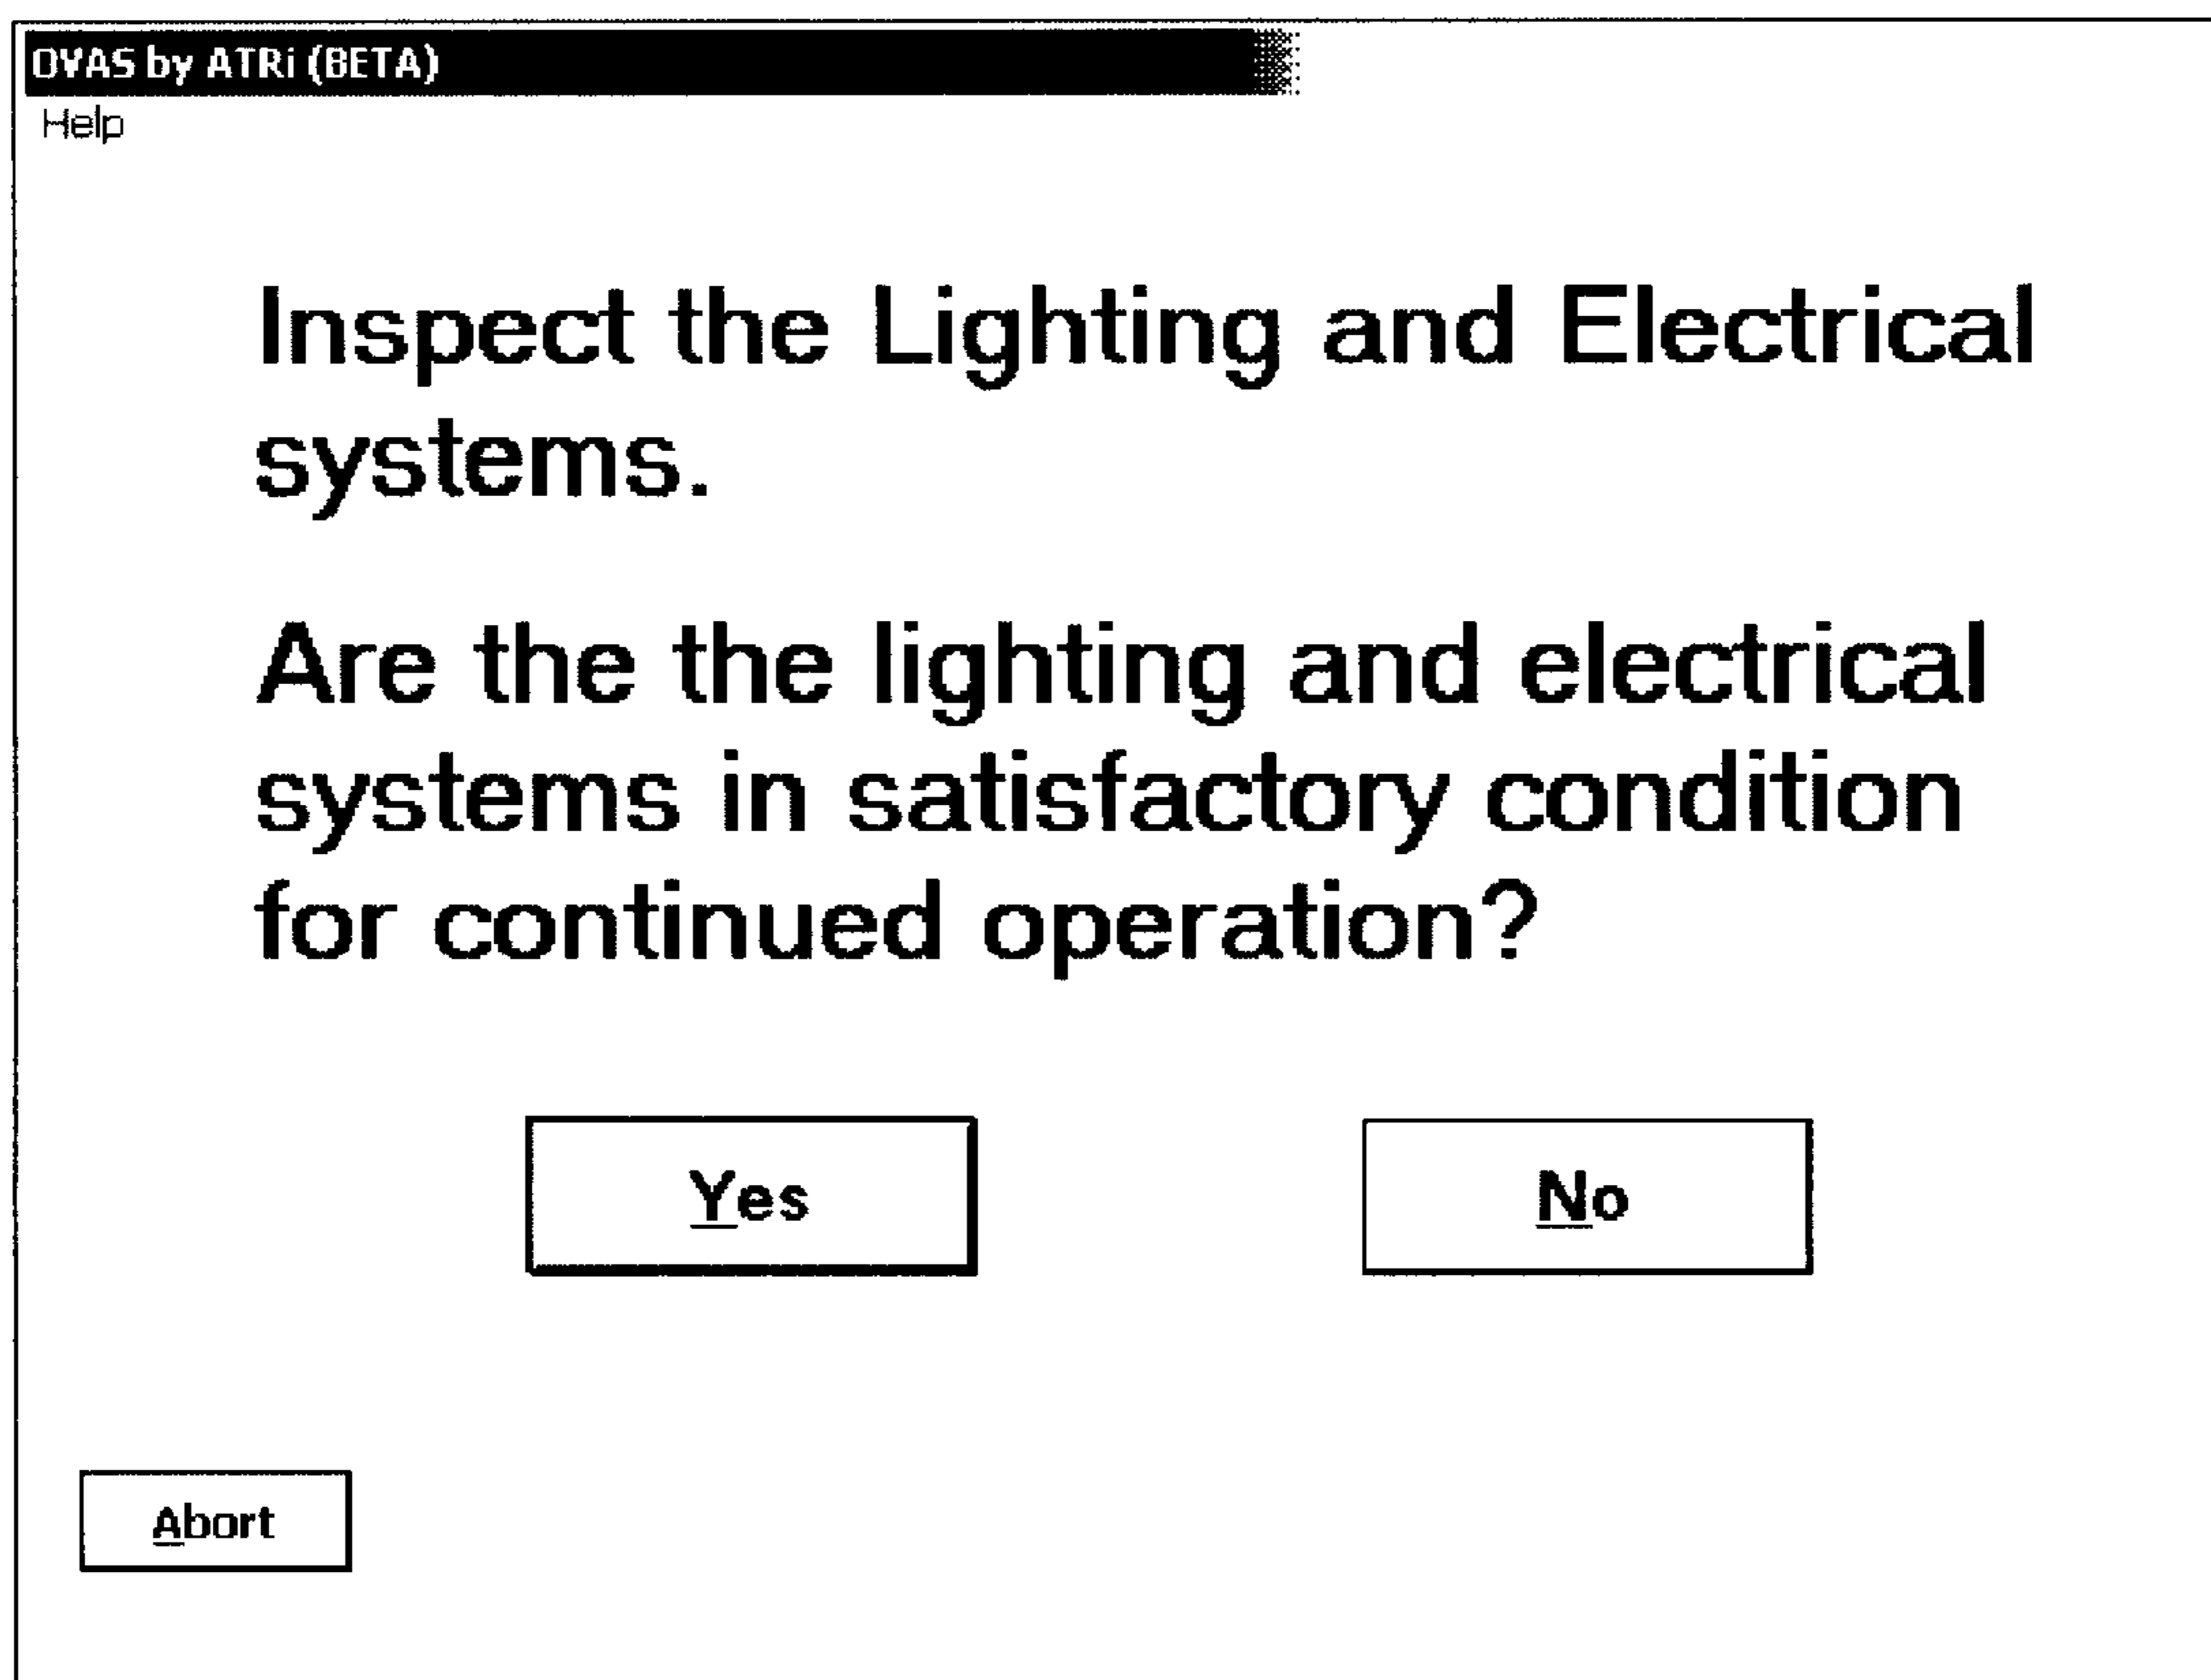 DYAS by ATRi (BETA)
Help
Inspect the Lighting and Electrical
systems.
Are the the lighting and electrical
systems in satisfactory condition
for continued operation?
Yes
No
Abort